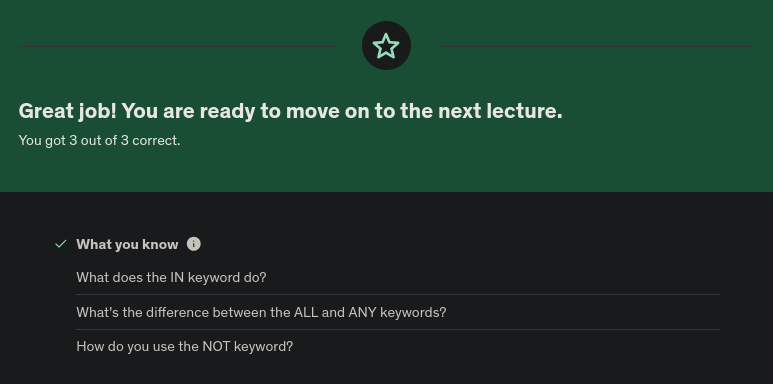 Great job! You are ready to move on to the next lecture.
You got 3 out of 3 correct.
What you know
What does the IN keyword do?
What's the difference between the ALL and ANY keywords?
How do you use the NOT keyword?